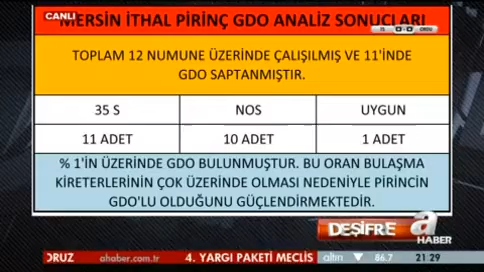 CANLI
MERSİN İTHAL PİRİNÇ GDO ANALİZ SONUÇLARI
0-0
TOPLAM 12 NUMUNE ÜZERİNDE ÇALIŞILMIŞ VE 11'İNDE
GDO SAPTANMIŞTIR.
35 S NOS UYGUN
11 ADET 10 ADET 1 ADET
% 1'İN ÜZERİNDE GDO BULUNMUŞTUR. BU ORAN BULAŞMA
KİRETERLERİNİN ÇOK ÜZERİNDE OLMASI NEDENİYLE PİRİNCİN
GDO'LU OLDUĞUNU GÜÇLENDİRMEKTEDİR.
DEŞİFRE
a
HABER
ORUZ ahaber.com.tr 4. YARGI PAKETİ MECLİS altın 86.7 21:29